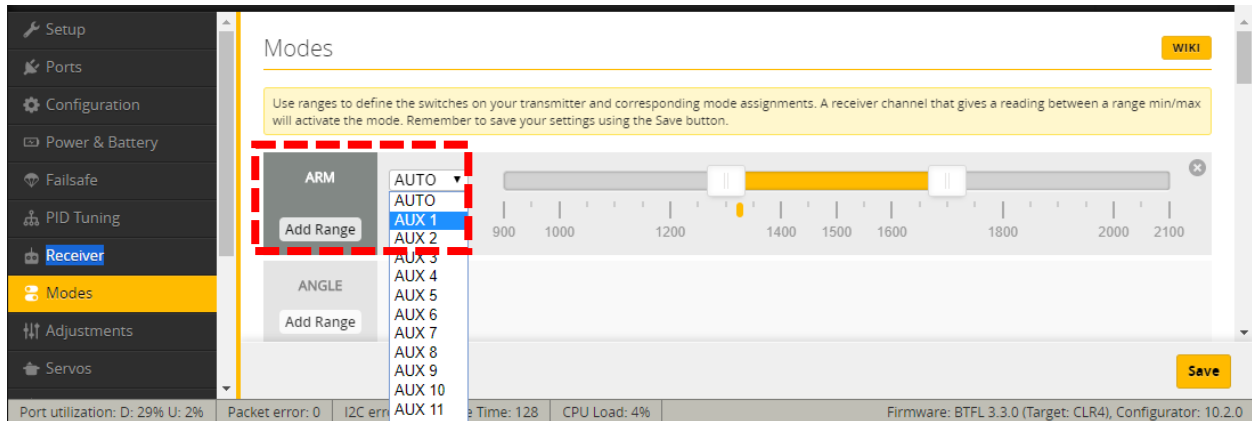 Setup
Ports
Configuration
Power & Battery
Failsafe
PID Tuning
Receiver
Modes
Adjustments
Servos
Modes
WIKI
Use ranges to define the switches on your transmitter and corresponding mode assignments. A receiver channel that gives a reading between a range min/max
will activate the mode. Remember to save your settings using the Save button.
ARM
Add Range
AUTO
AUTO
AUX 1
AUX 2
AUX 3
AUX 4
AUX 5
AUX 6
AUX 7
AUX 8
AUX 9
AUX 10
AUX 11
900 1000 1200 1400 1500 1600 1800 2000 2100
ANGLE
Add Range
Save
Port utilization: D: 29% U: 2% Packet error: 0 I2C err e Time: 128 CPU Load: 4% Firmware: BTFL 3.3.0 (Target: CLR4), Configurator: 10.2.0